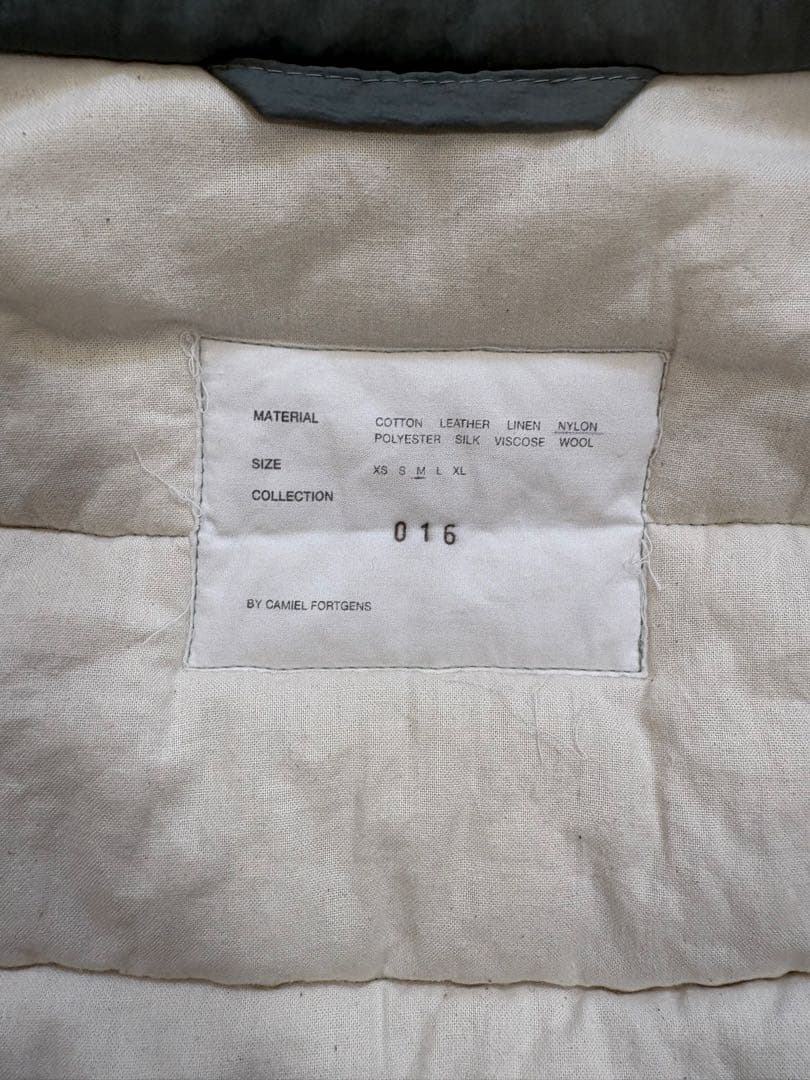 MATERIAL COTTON LEATHER LINEN NYLON
POLYESTER SILK VISCOSE WOOL
SIZE XS S M L XL
COLLECTION
016
BY CAMIEL FORTGENS